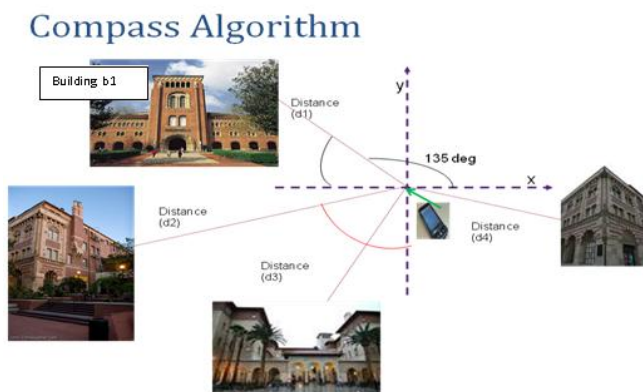 Compass Algorithm
Building b1
y
Distance
(d1)
135 deg
x
Distance
(d2)
Distance
(d4)
Distance
(d3)